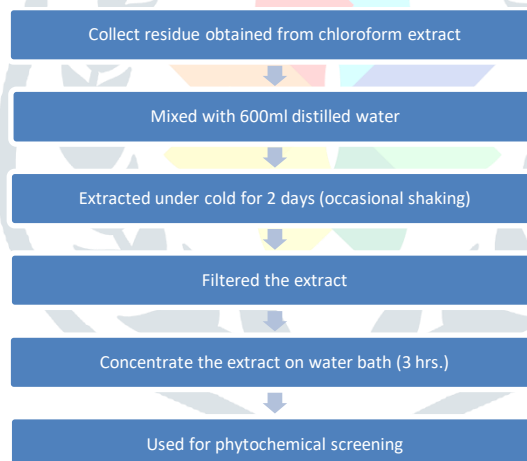 Collect residue obtained from chloroform extract
Mixed with 600ml distilled water
Extracted under cold for 2 days (occasional shaking)
Filtered the extract
Concentrate the extract on water bath (3 hrs.)
Used for phytochemical screening